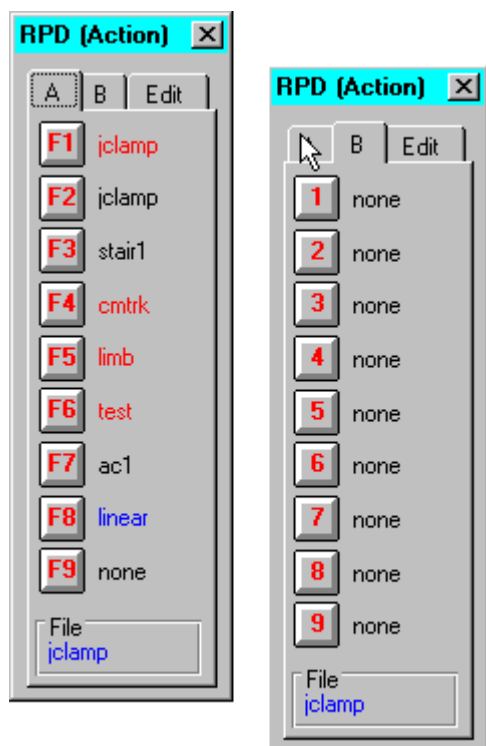 RPD (Action)
A B Edit
F1 jclamp
F2 jclamp
F3 stair1
F4 cmtrk
F5 limb
F6 test
F7 ac1
F8 linear
F9 none
File
jclamp
RPD (Action)
B Edit
1 none
2 none
3 none
4 none
5 none
6 none
7 none
8 none
9 none
File
jclamp